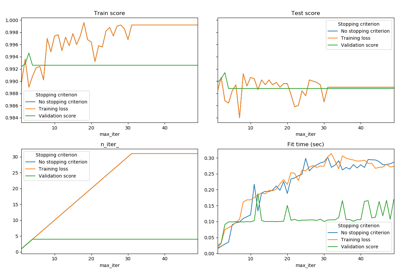 Train score
1.000
0.998
0.996
0.994
0.992
0.990
0.988
0.986
0.984
Stopping criterion
No stopping criterion
Training loss
Validation score
10 20 30 40
max_iter
Test score
Stopping criterion
No stopping criterion
Training loss
Validation score
10 20 30 40
max_iter
n_iter_
30
25
20
15
10
5
0
Stopping criterion
No stopping criterion
Training loss
Validation score
10 20 30 40
max_iter
Fit time (sec)
0.30
0.25
0.20
0.15
0.10
0.05
0.00
Stopping criterion
No stopping criterion
Training loss
Validation score
10 20 30 40
max_iter